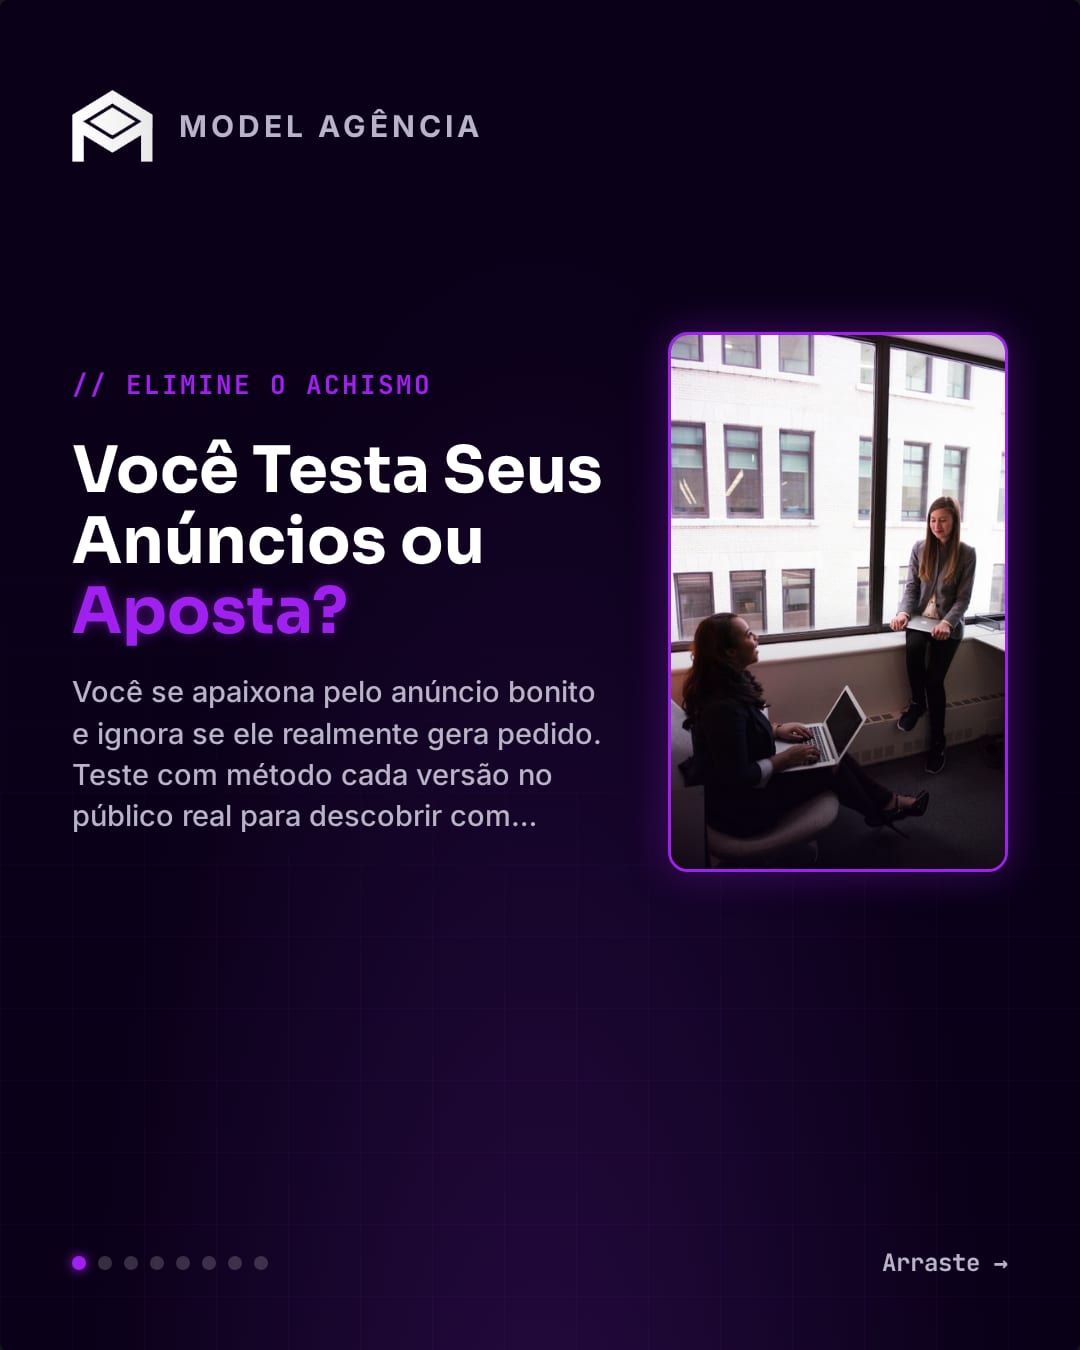 MODEL AGÊNCIA
// ELIMINE O ACHISMO
Você Testa Seus
Anúncios ou
Aposta?
Você se apaixona pelo anúncio bonito
e ignora se ele realmente gera pedido.
Teste com método cada versão no
público real para descobrir com...
Arraste →